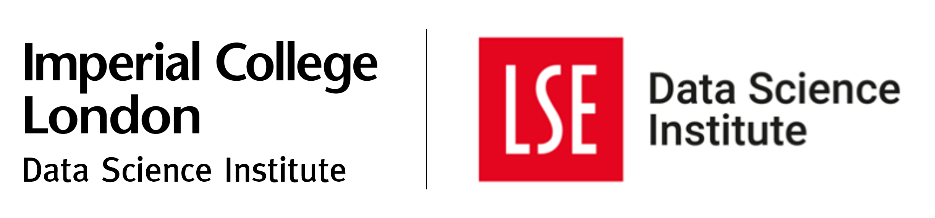 Imperial College
London
Data Science Institute
LSE
Data Science
Institute